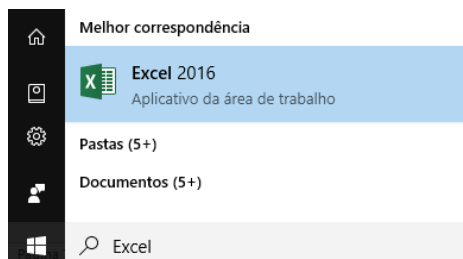 Melhor correspondência
Excel 2016
Aplicativo da área de trabalho
Pastas (5+)
Documentos (5+)
Excel